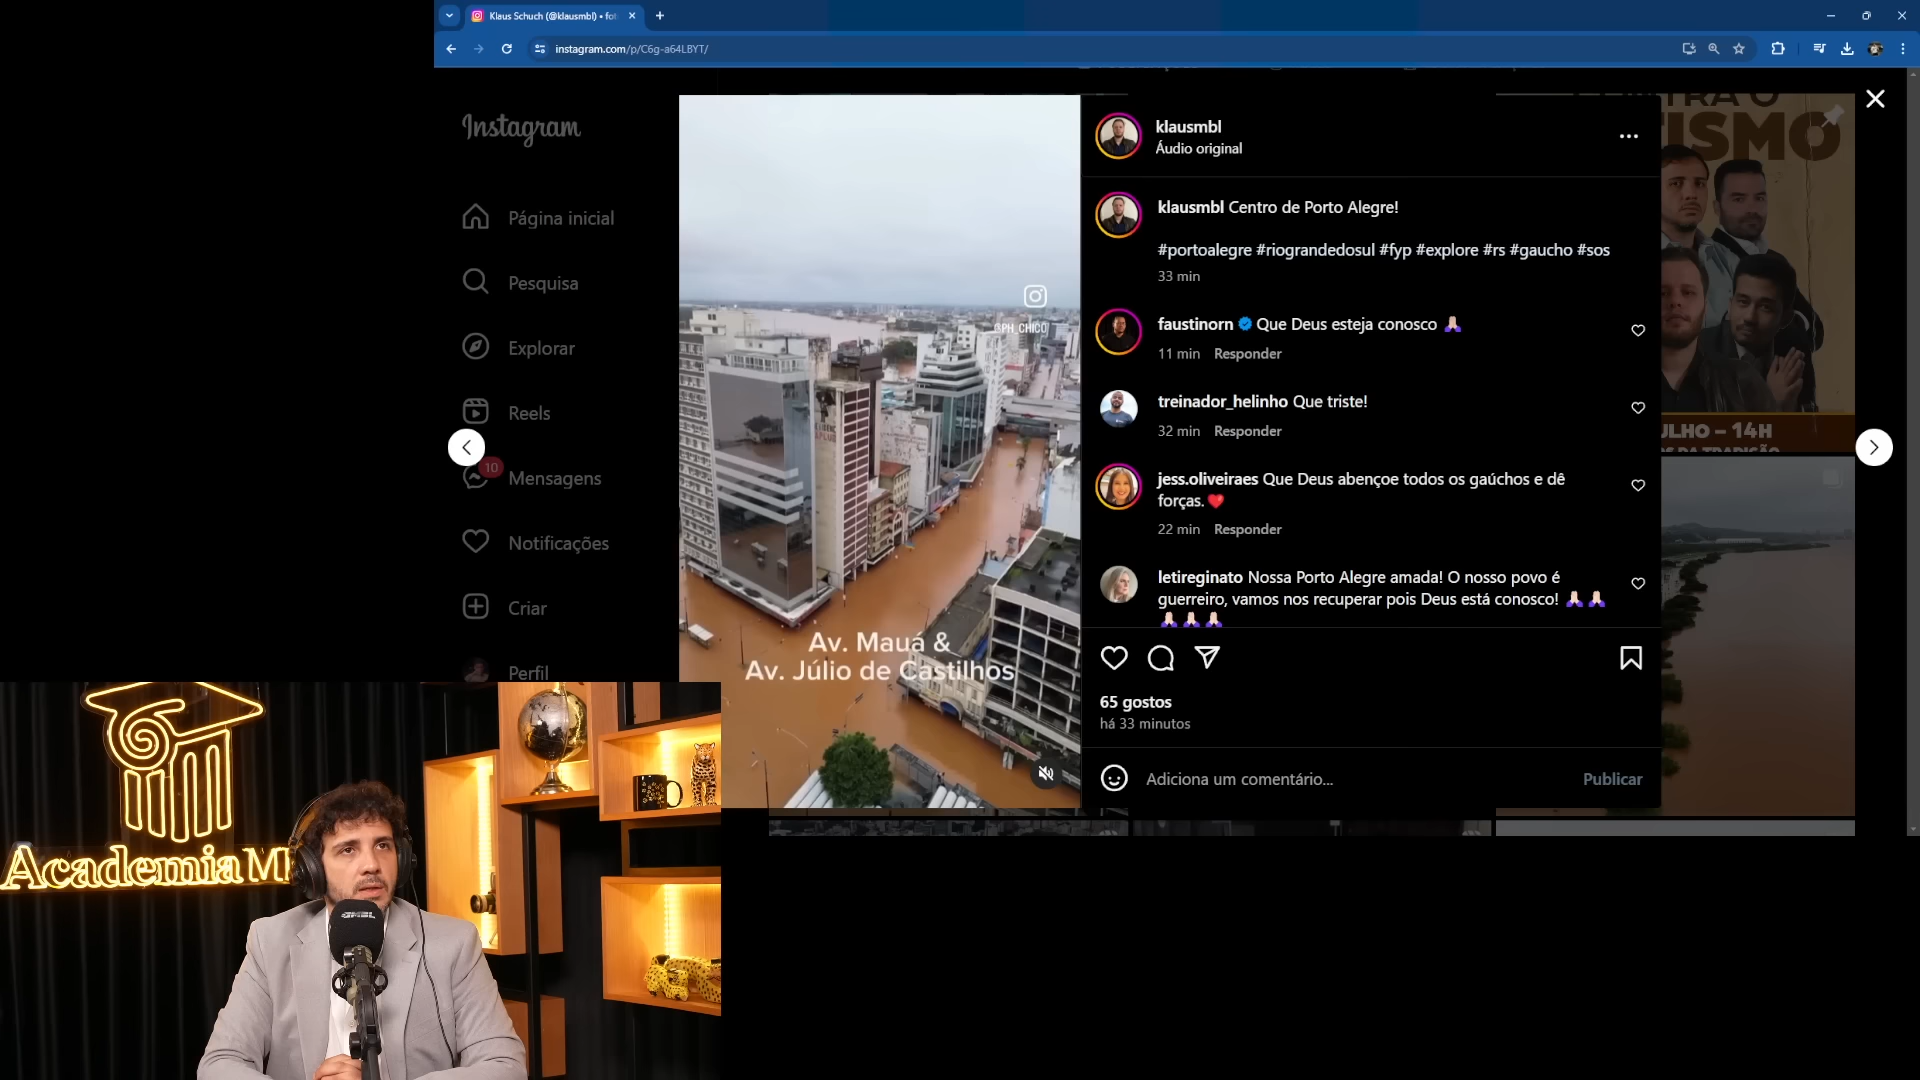 Klaus Schuch (@klausmbl) • fot
instagram.com/p/C6g-a64LBYT/
Instagram
Página inicial
Pesquisa
Explorar
Reels
10
Mensagens
Notificações
Criar
Perfil
@PH_CHICO
Av. Mauá &
Av. Júlio de Castilhos
klausmbl
Áudio original
klausmbl Centro de Porto Alegre!
#portoalegre #riograndedosul #fyp #explore #rs #gaucho #sos
33 min
faustinorn Que Deus esteja conosco 🙏🏻
11 min Responder
treinador_helinho Que triste!
32 min Responder
jess.oliveiraes Que Deus abençoe todos os gaúchos e dê
forças.❤️
22 min Responder
letireginato Nossa Porto Alegre amada! O nosso povo é
guerreiro, vamos nos recuperar pois Deus está conosco! 🙏🏻🙏🏻
🙏🏻🙏🏻🙏🏻
65 gostos
há 33 minutos
Adiciona um comentário...
Publicar
ULHO – 14H
DA TRADIÇÃO
Academia M